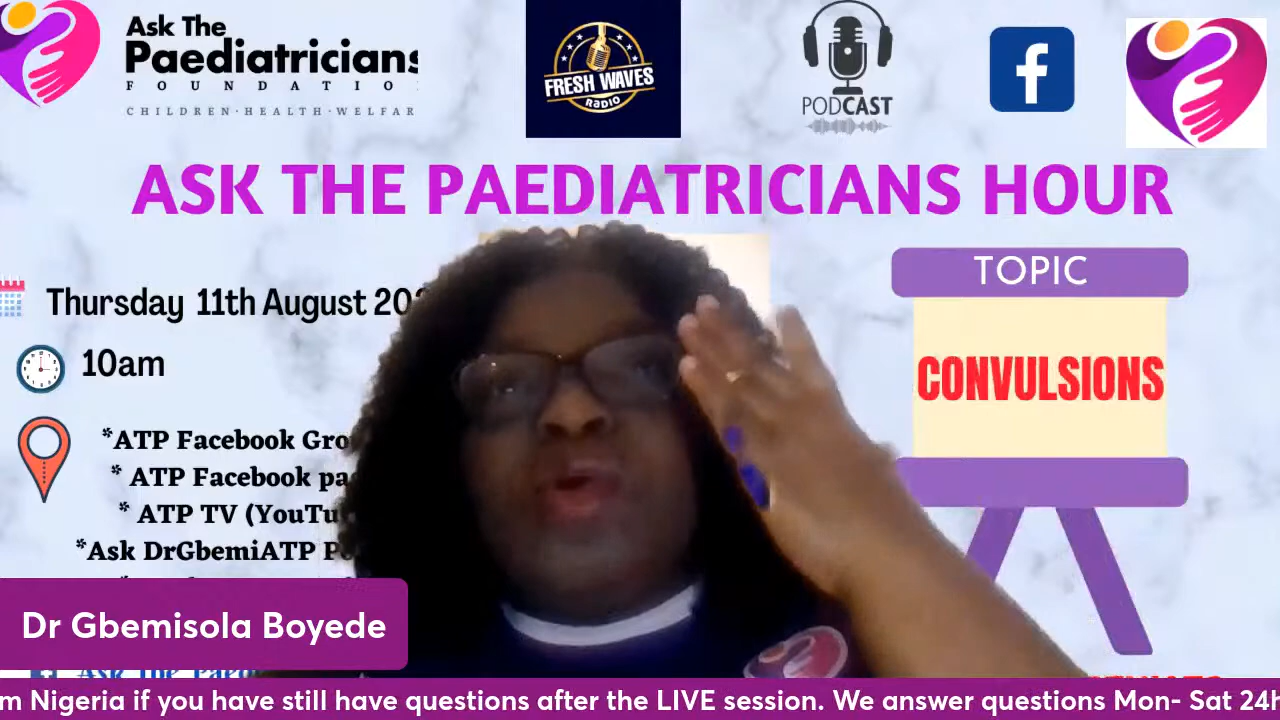 Ask The
Paediatricians
FOUNDATIO
CHILDREN·HEALTH·WELFAR
FRESH WAVES
RADIO
PODCAST
f
ASK THE PAEDIATRICIANS HOUR
Thursday 11th August 20
10am
*ATP Facebook Gro
* ATP Facebook pa
* ATP TV (YouTu
*Ask DrGbemiATP P
TOPIC
CONVULSIONS
Dr Gbemisola Boyede
m Nigeria if you have still have questions after the LIVE session. We answer questions Mon- Sat 24h